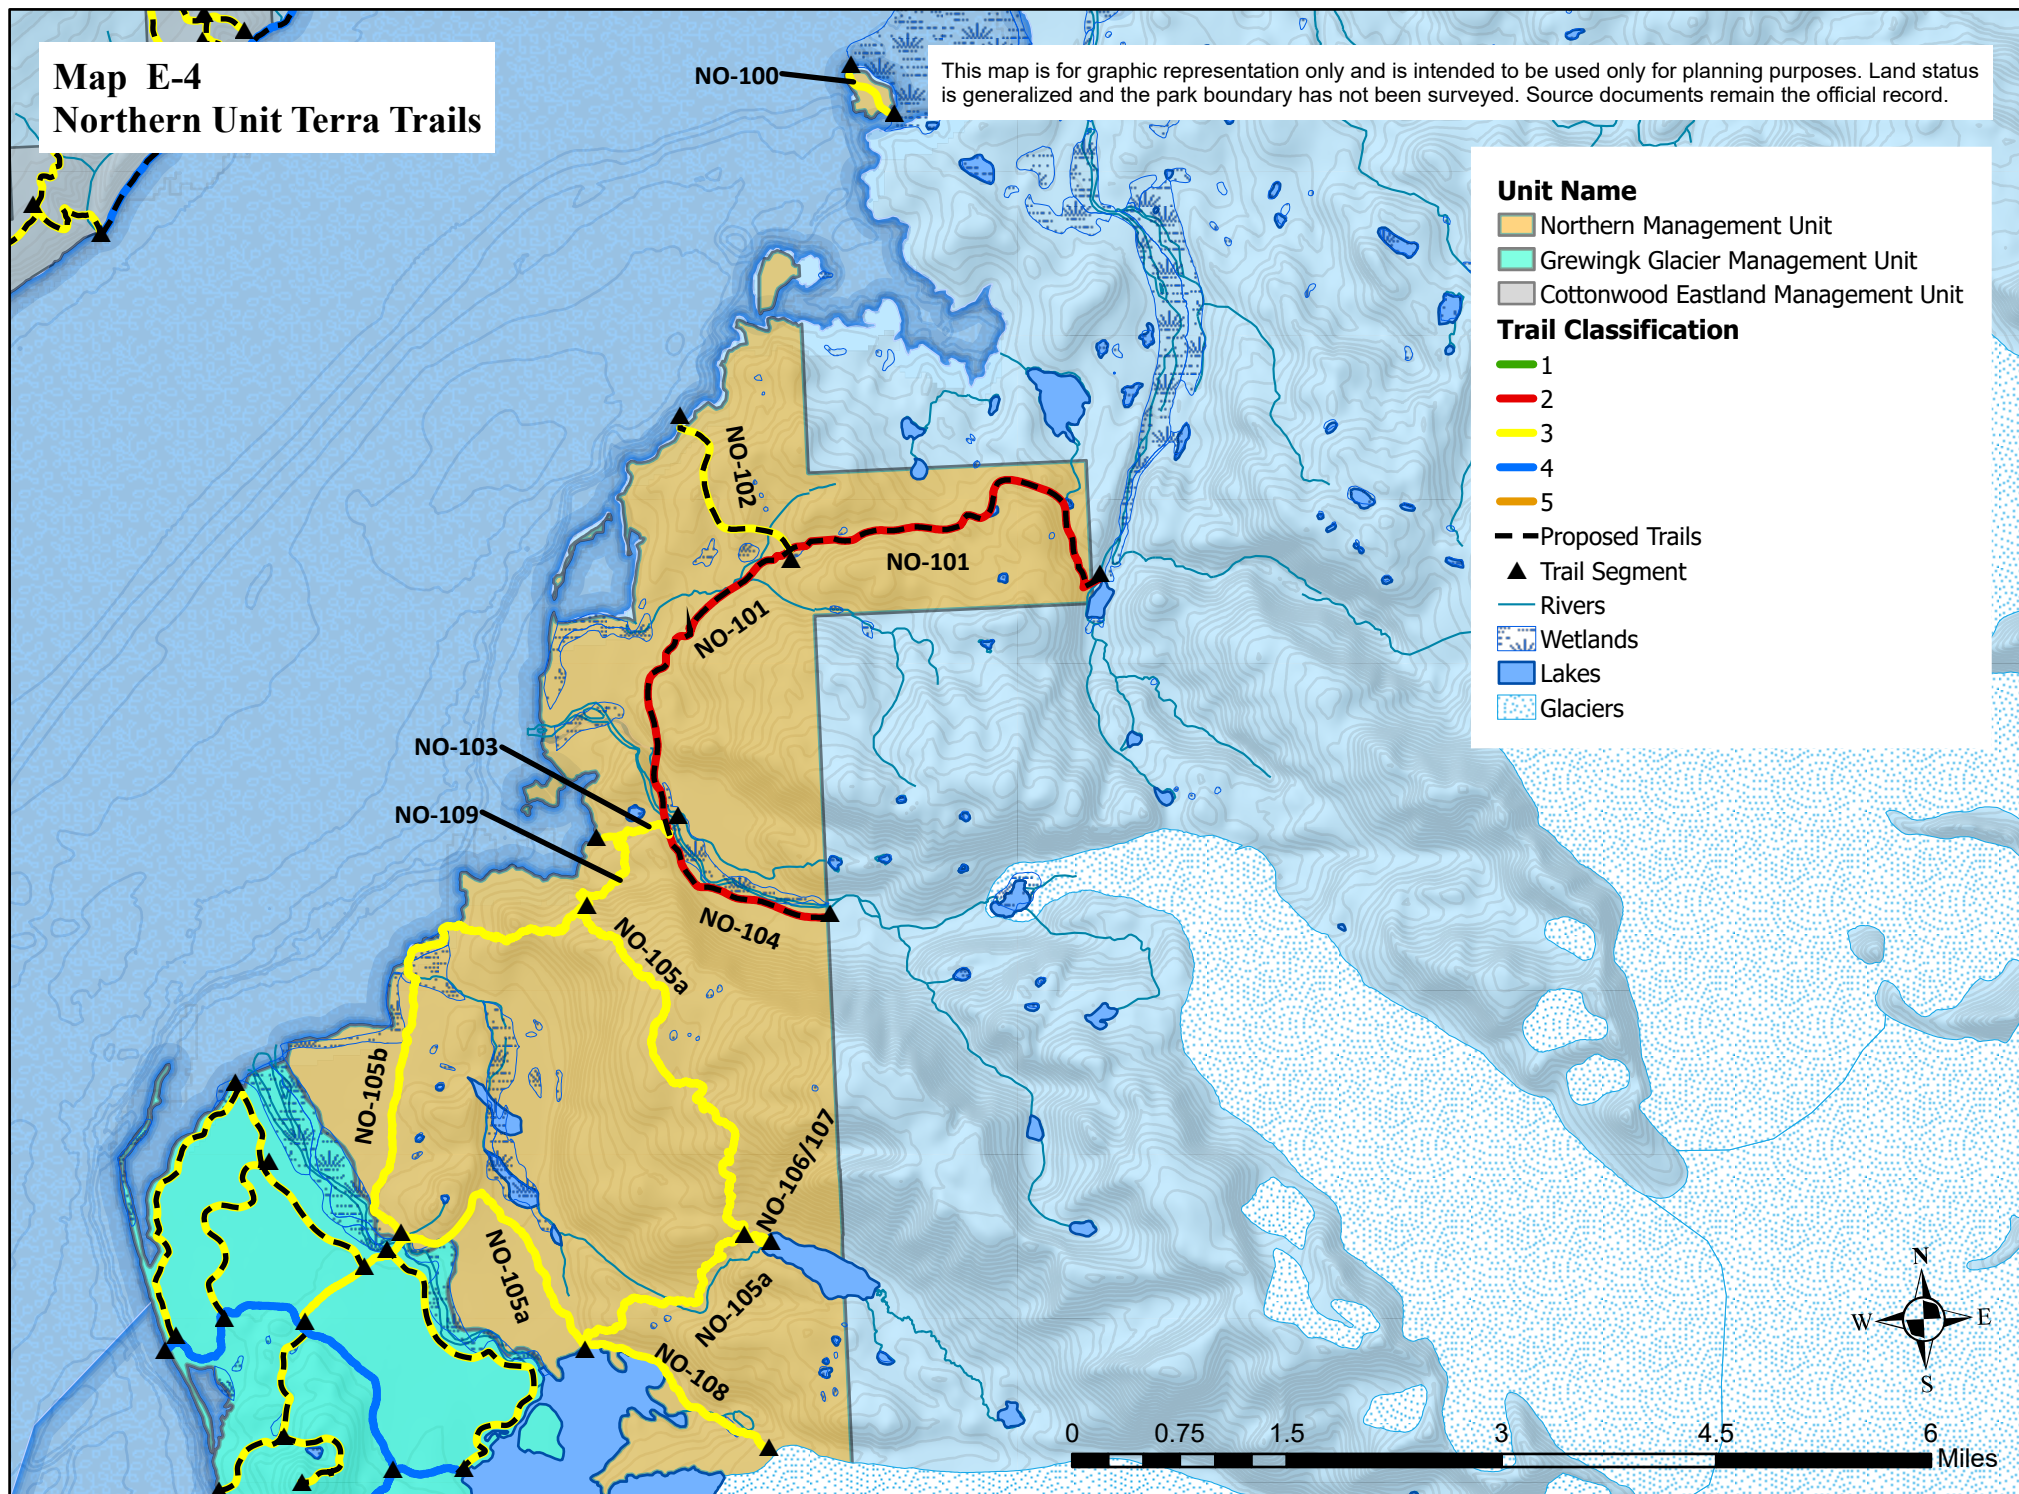 Map E-4
Northern Unit Terra Trails
This map is for graphic representation only and is intended to be used only for planning purposes. Land status
is generalized and the park boundary has not been surveyed. Source documents remain the official record.
Unit Name
Northern Management Unit
Grewingk Glacier Management Unit
Cottonwood Eastland Management Unit
Trail Classification
1
2
3
4
5
Proposed Trails
Trail Segment
Rivers
Wetlands
Lakes
Glaciers
NO-100
NO-102
NO-101
NO-101
NO-103
NO-109
NO-104
NO-105a
NO-105b
NO-106/107
NO-105a
NO-105a
NO-108
N
W
E
S
0
0.75
1.5
3
4.5
6
Miles